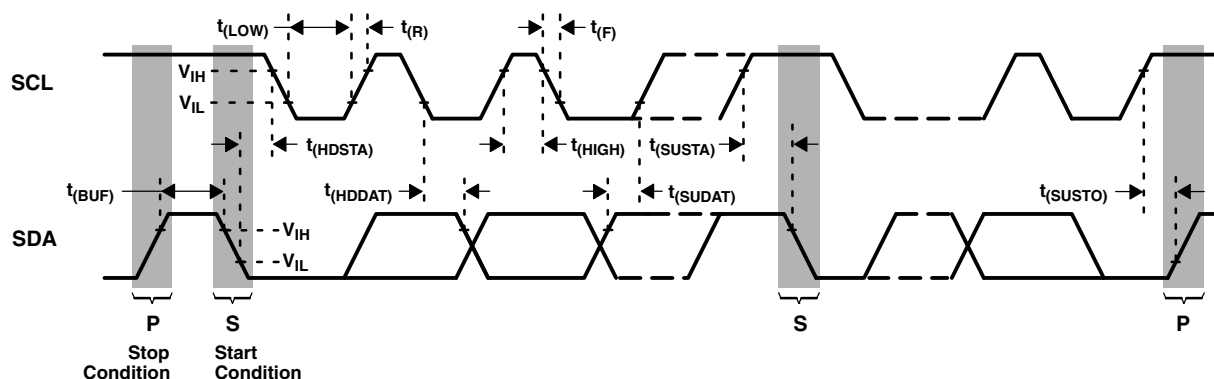 t(LOW)
t(R)
t(F)
SCL
VIH
VIL
t(HDSTA)
t(HIGH)
t(SUSTA)
t(BUF)
t(HDDAT)
t(SUDAT)
t(SUSTO)
SDA
VIH
VIL
P
S
S
P
Stop
Condition
Start
Condition